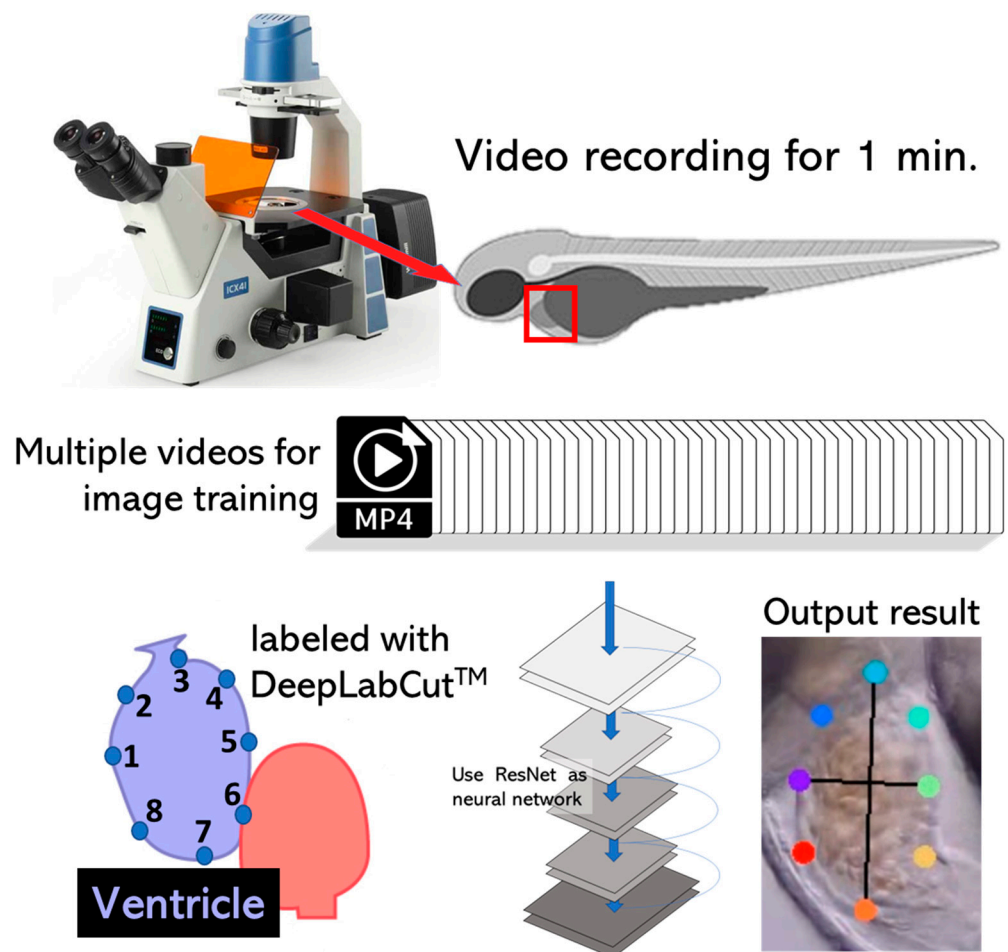 Video recording for 1 min.
ICX41
Multiple videos for
image training
MP4
labeled with
DeepLabCut™
Output result
3
2
4
1
5
6
8
7
Use ResNet as
neural network
Ventricle